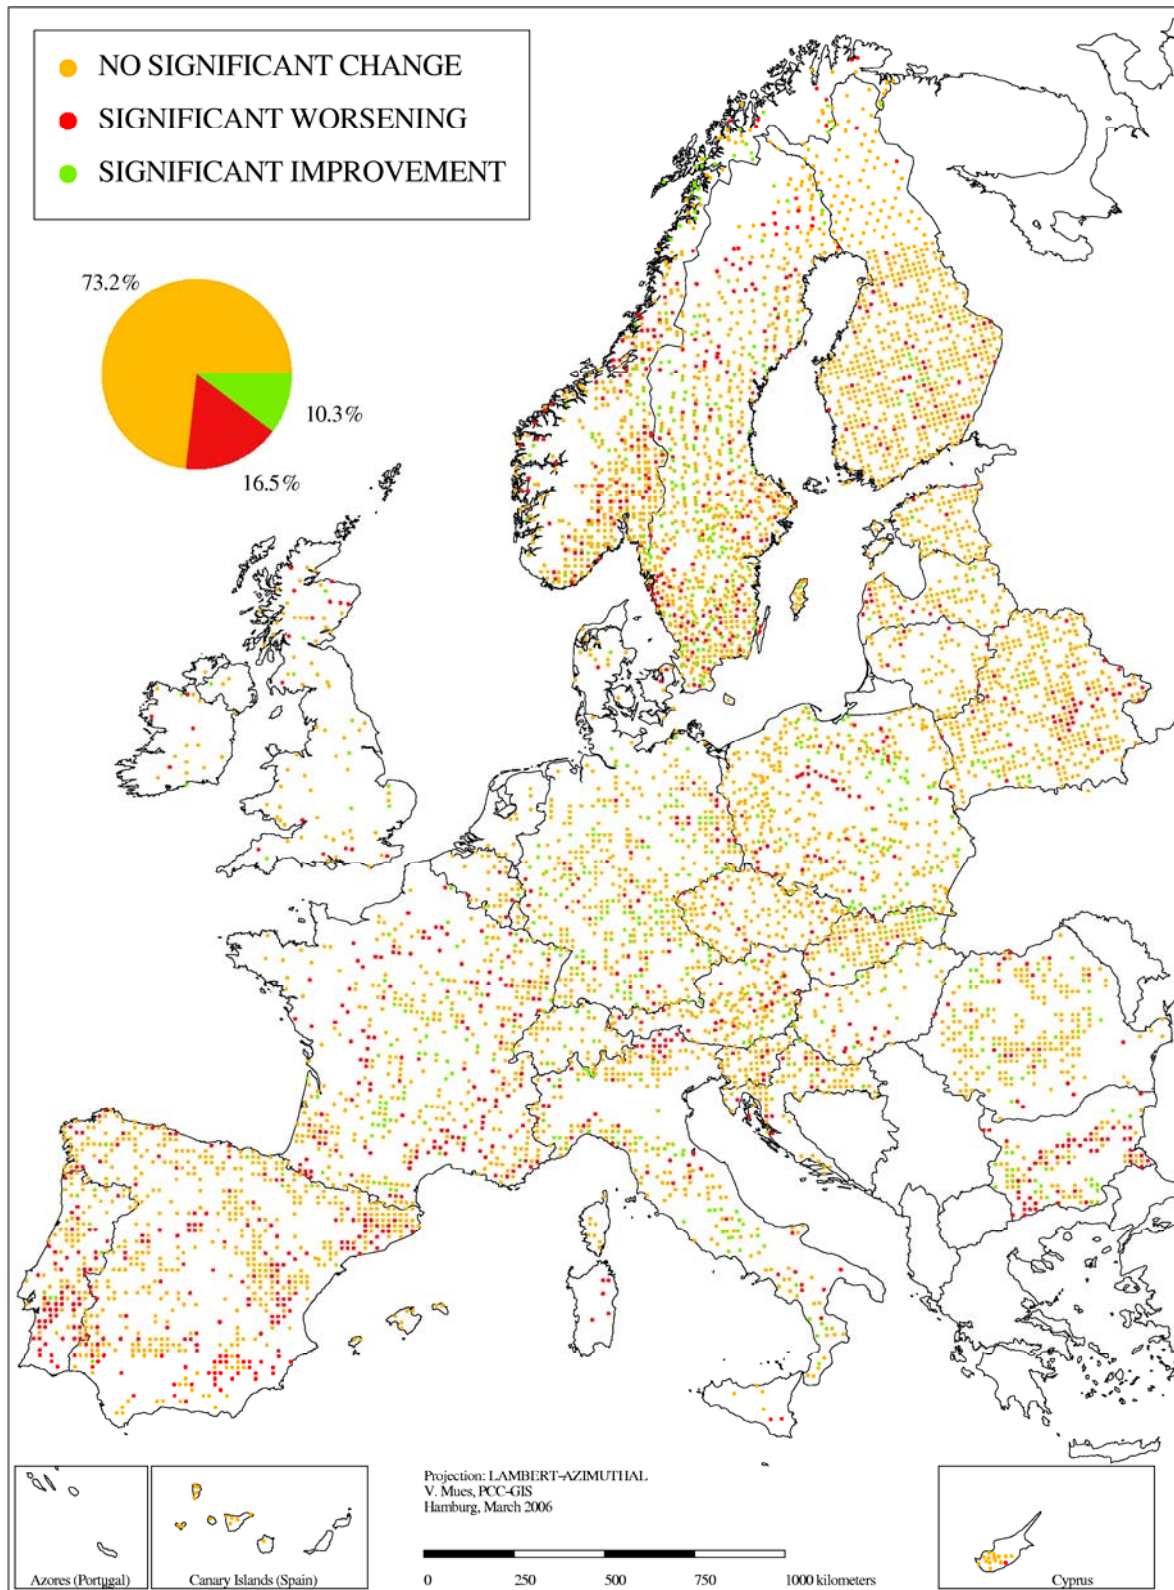 NO SIGNIFICANT CHANGE
SIGNIFICANT WORSENING
SIGNIFICANT IMPROVEMENT
73.2%
10.3%
16.5%
Projection: LAMBERT-AZIMUTHAL
V. Mues, PCC-GIS
Hamburg, March 2006
0 250 500 750 1000 kilometers
Azores (Portugal)
Canary Islands (Spain)
Cyprus